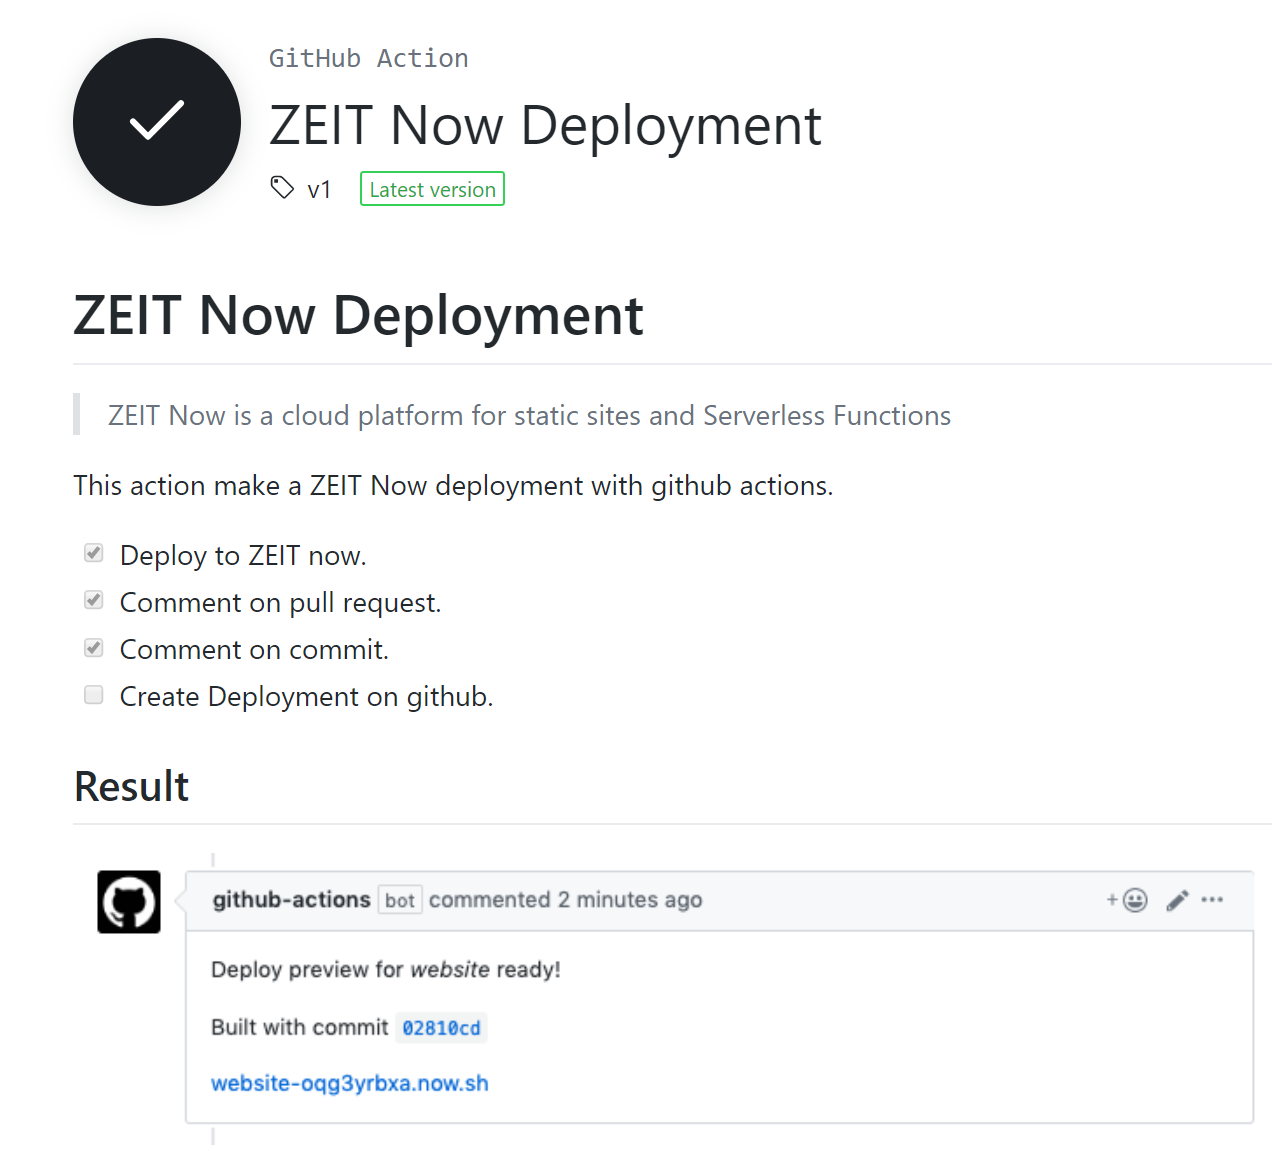 GitHub Action
ZEIT Now Deployment
v1 Latest version
ZEIT Now Deployment
ZEIT Now is a cloud platform for static sites and Serverless Functions
This action make a ZEIT Now deployment with github actions.
Deploy to ZEIT now.
Comment on pull request.
Comment on commit.
Create Deployment on github.
Result
github-actions bot commented 2 minutes ago
Deploy preview for website ready!
Built with commit 02810cd
website-oqg3yrbxa.now.sh